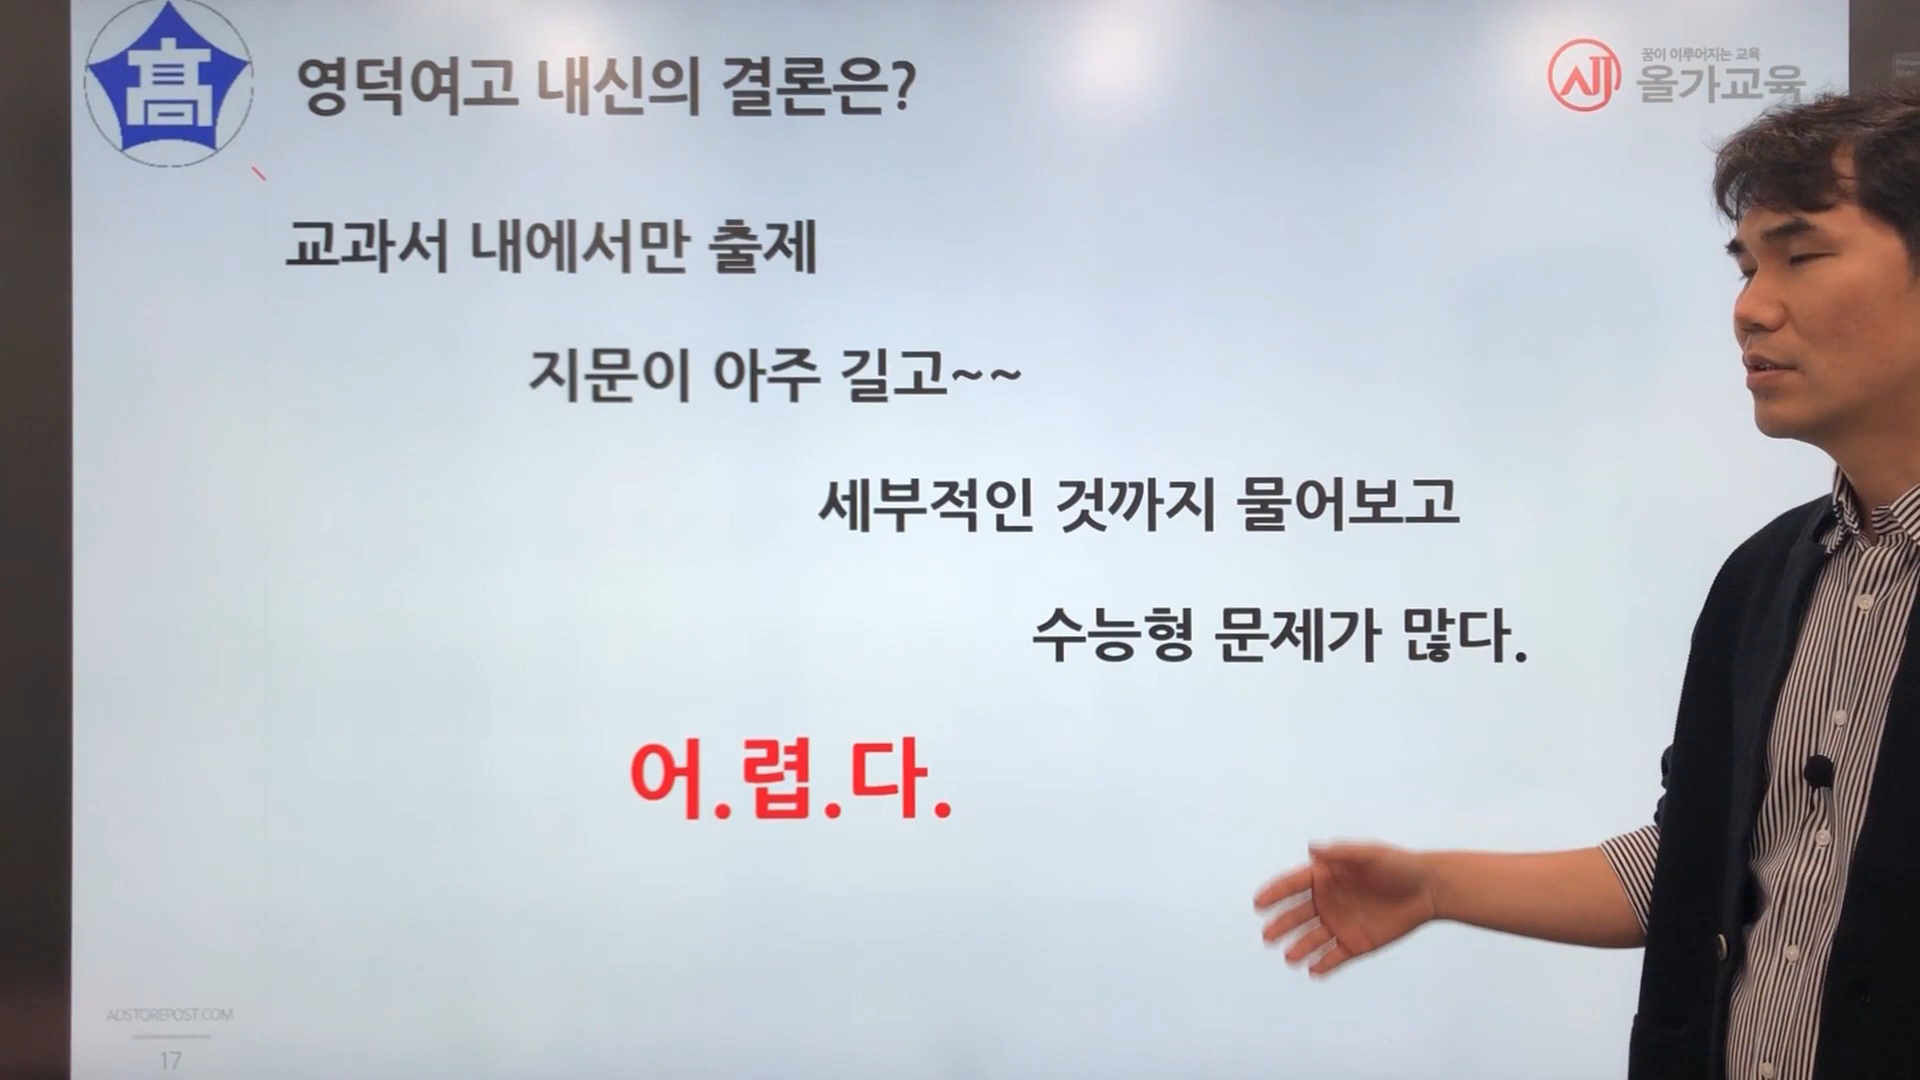 高
영덕여고 내신의 결론은?
꿈이 이루어지는 교육
올가교육
교과서 내에서만 출제
지문이 아주 길고~~
세부적인 것까지 물어보고
수능형 문제가 많다.
어.렵.다.
ADSTOREPOST.COM
17